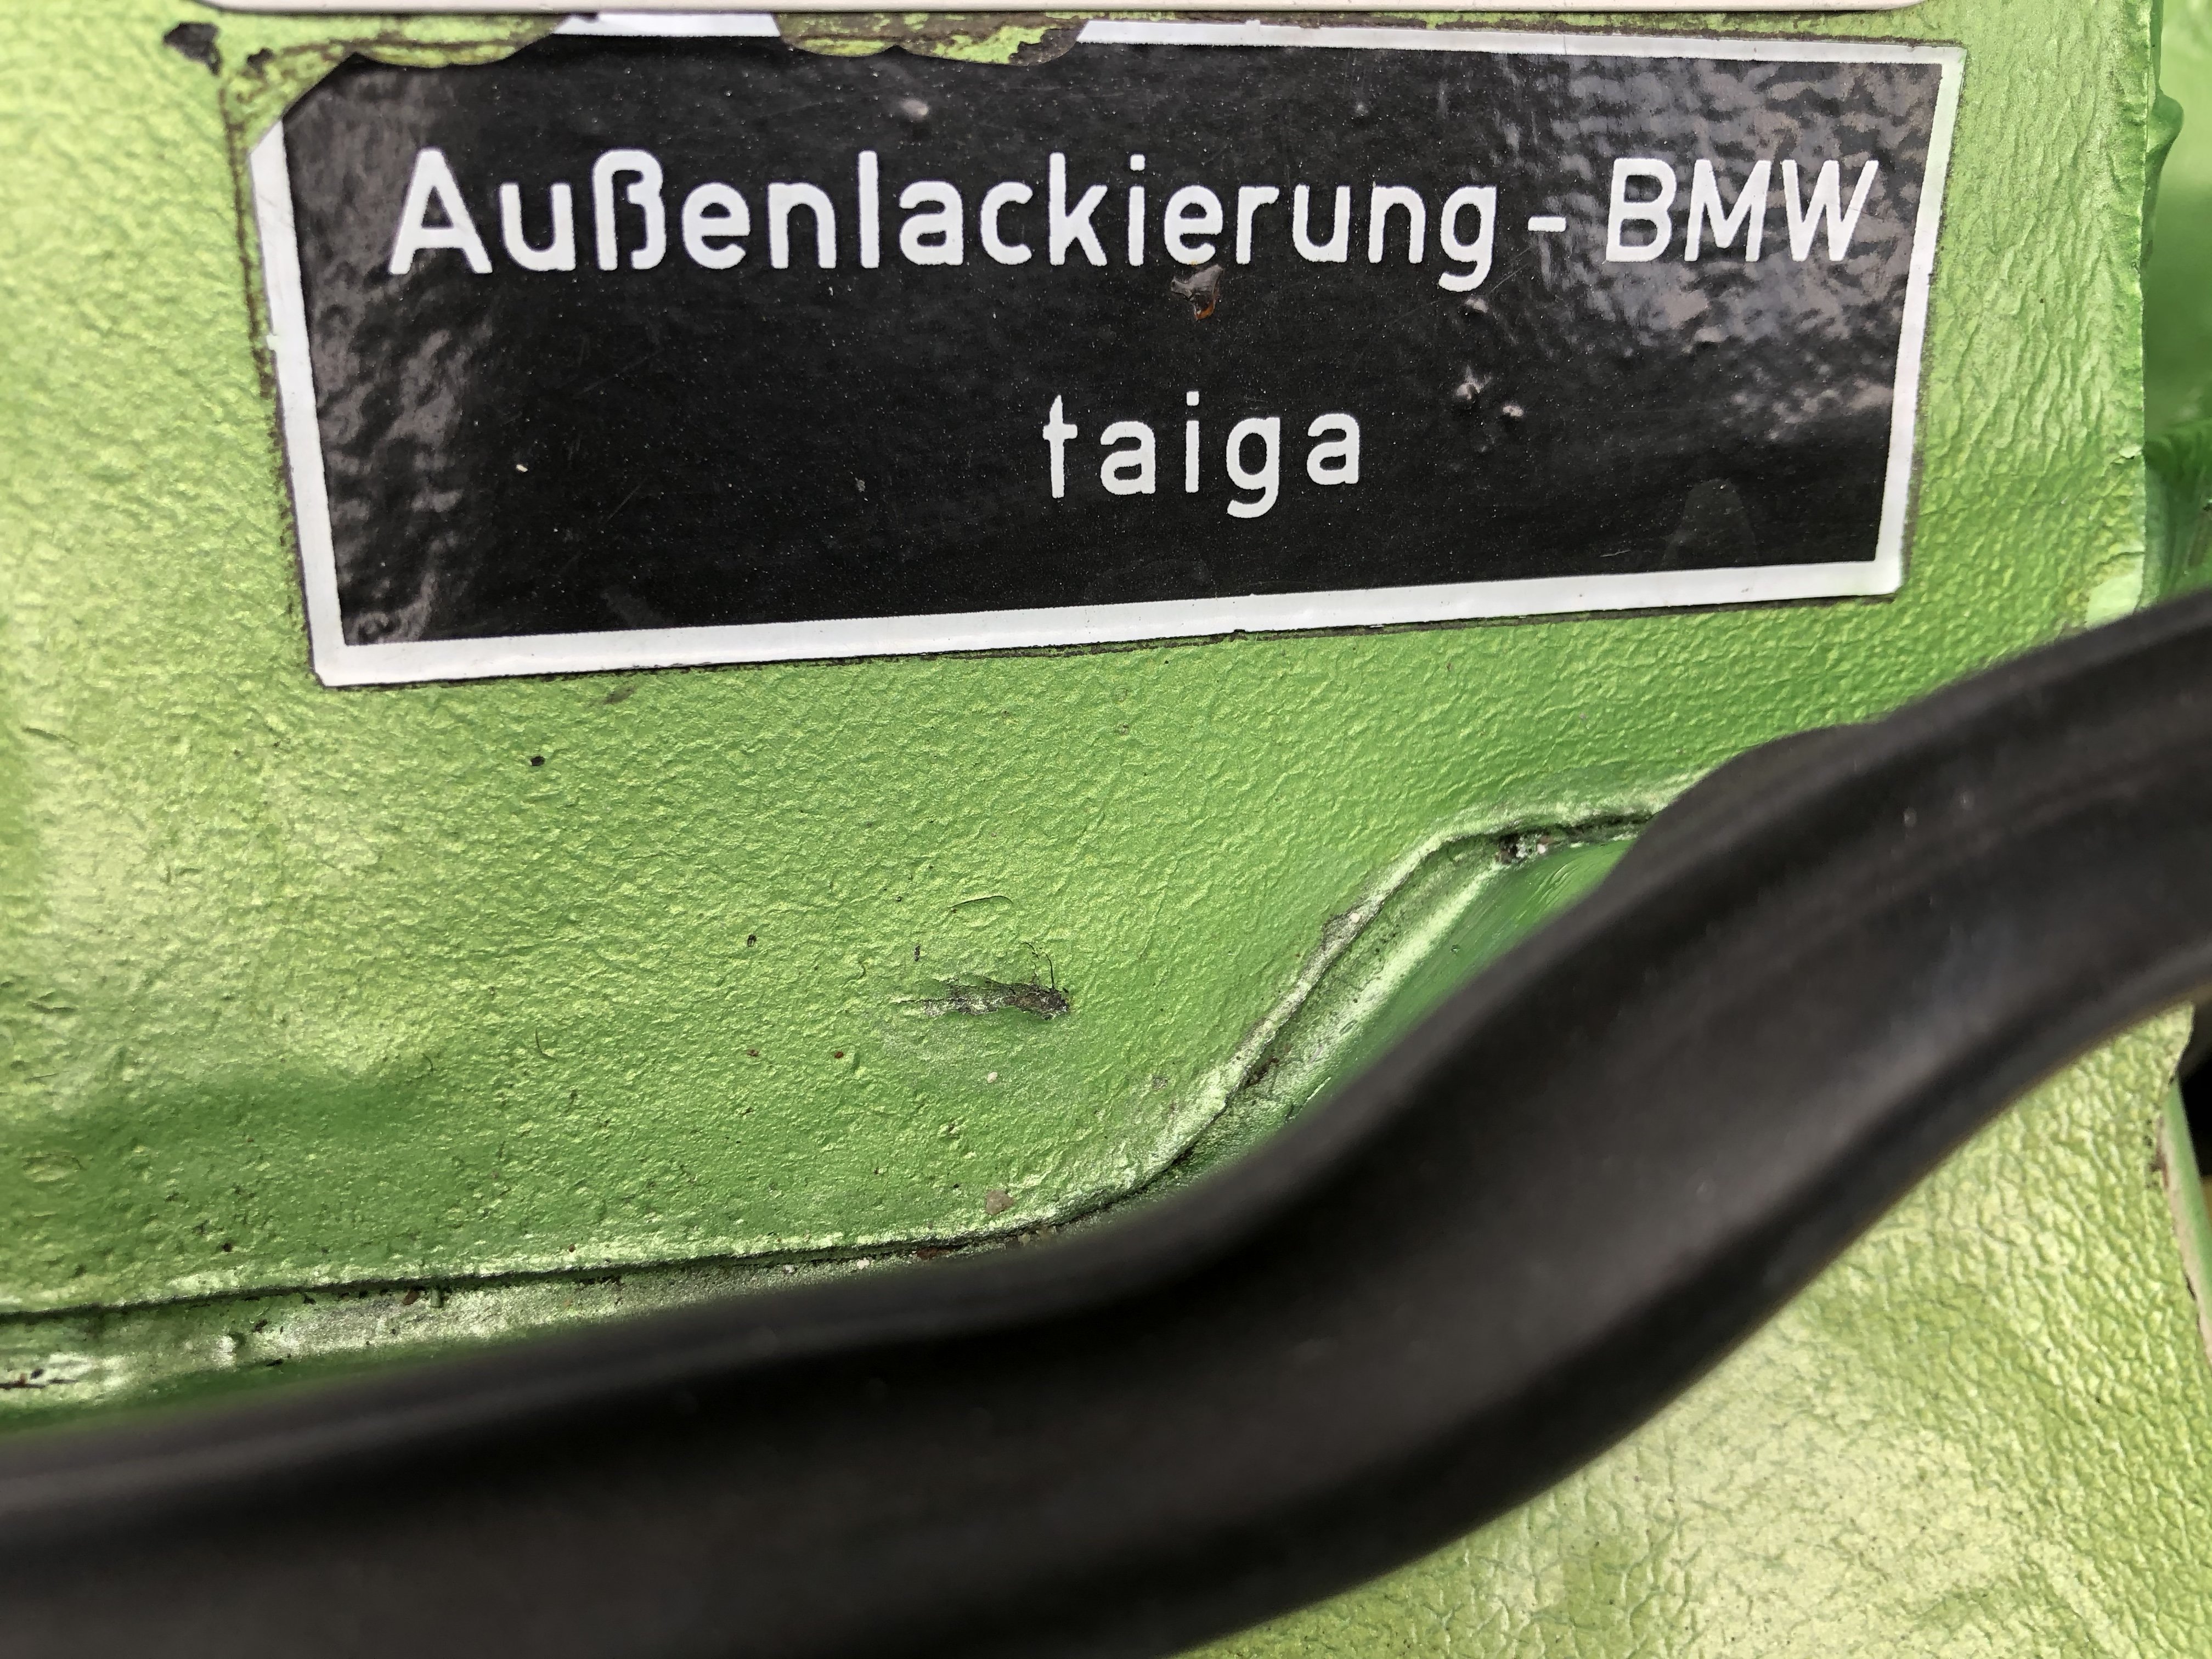 Außenlackierung - BMW
taiga